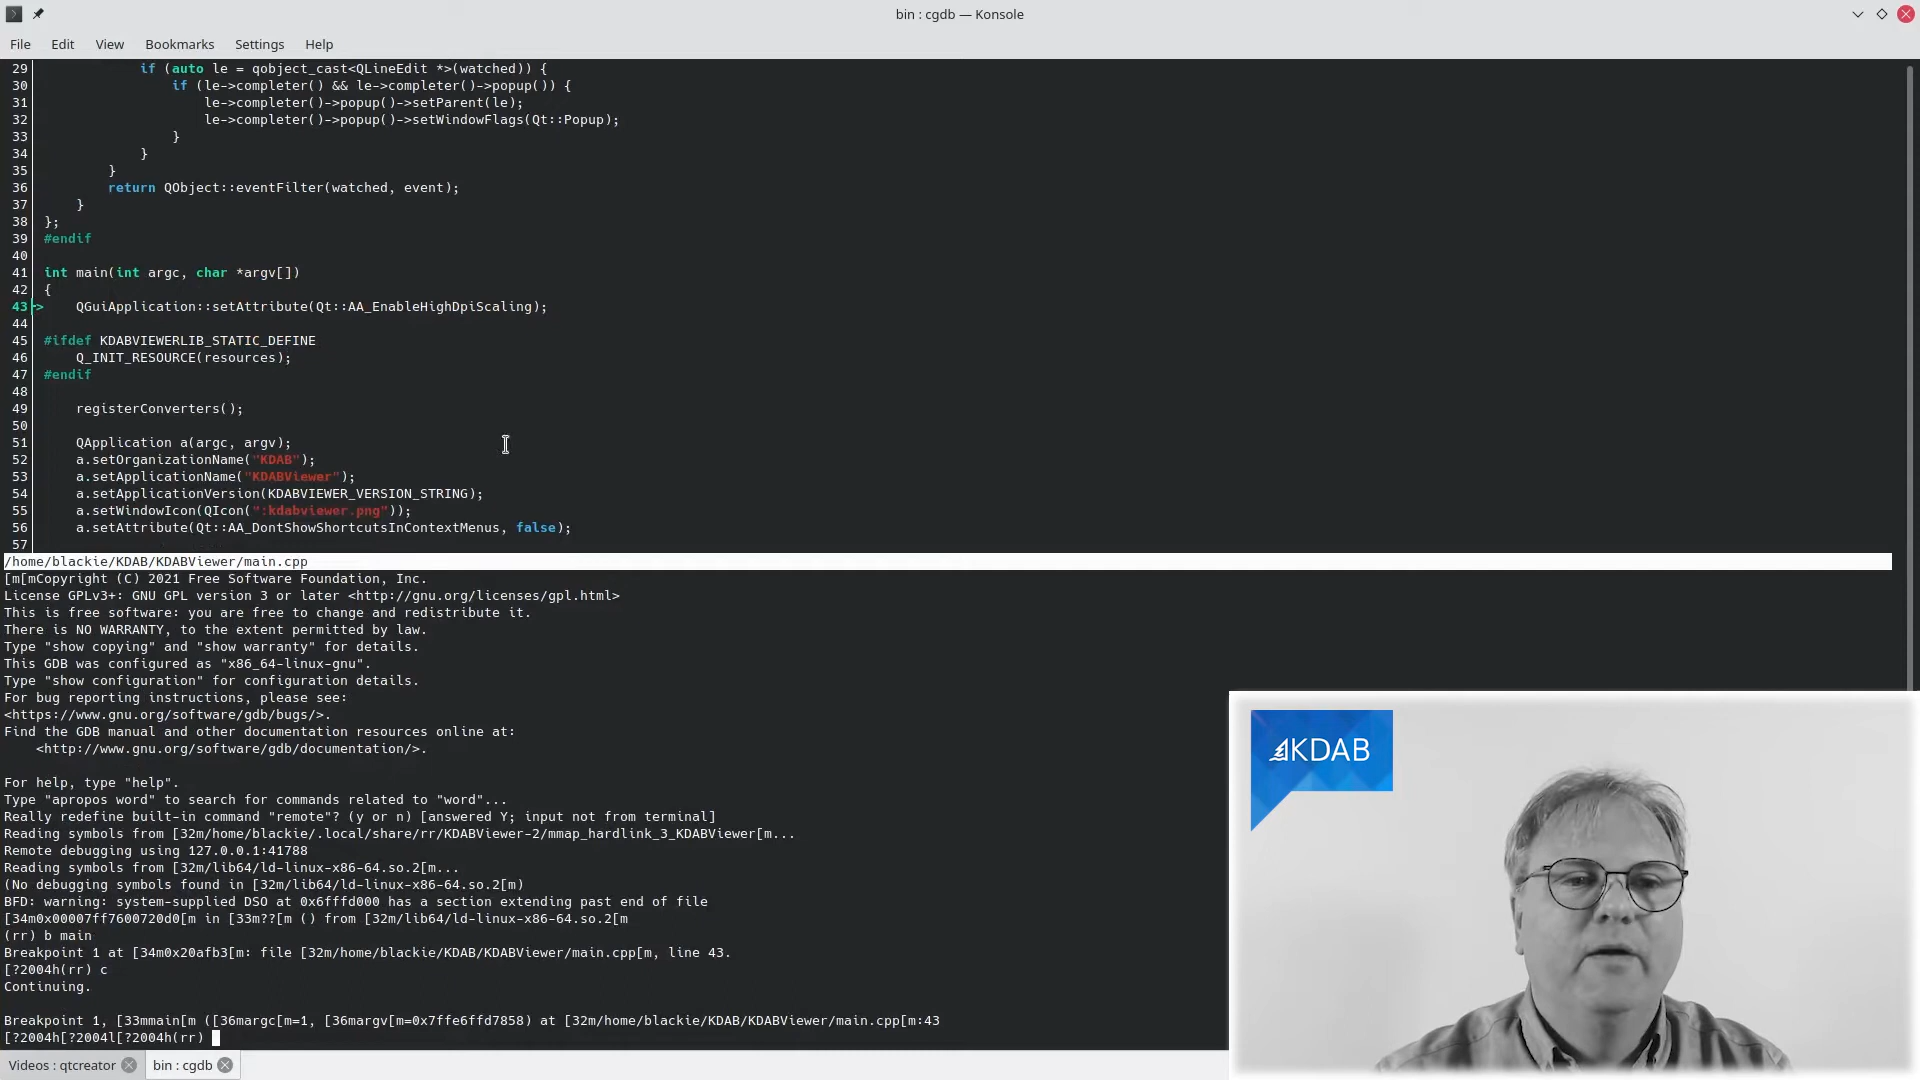 bin : cgdb — Konsole
File Edit View Bookmarks Settings Help
29 if (auto le = qobject_cast<QLineEdit *>(watched)) {
30 if (le->completer() && le->completer()->popup()) {
31 le->completer()->popup()->setParent(le);
32 le->completer()->popup()->setWindowFlags(Qt::Popup);
33 }
34 }
35 }
36 return QObject::eventFilter(watched, event);
37 }
38 };
39 #endif
40
41 int main(int argc, char *argv[])
42 {
43 > QGuiApplication::setAttribute(Qt::AA_EnableHighDpiScaling);
44
45 #ifdef KDABVIEWERLIB_STATIC_DEFINE
46 Q_INIT_RESOURCE(resources);
47 #endif
48
49 registerConverters();
50
51 QApplication a(argc, argv);
52 a.setOrganizationName("KDAB");
53 a.setApplicationName("KDABViewer");
54 a.setApplicationVersion(KDABVIEWER_VERSION_STRING);
55 a.setWindowIcon(QIcon(":kdabviewer.png"));
56 a.setAttribute(Qt::AA_DontShowShortcutsInContextMenus, false);
57
/home/blackie/KDAB/KDABViewer/main.cpp
[m[mCopyright (C) 2021 Free Software Foundation, Inc.
License GPLv3+: GNU GPL version 3 or later <http://gnu.org/licenses/gpl.html>
This is free software: you are free to change and redistribute it.
There is NO WARRANTY, to the extent permitted by law.
Type "show copying" and "show warranty" for details.
This GDB was configured as "x86_64-linux-gnu".
Type "show configuration" for configuration details.
For bug reporting instructions, please see:
<https://www.gnu.org/software/gdb/bugs/>.
Find the GDB manual and other documentation resources online at:
<http://www.gnu.org/software/gdb/documentation/>.
For help, type "help".
Type "apropos word" to search for commands related to "word"...
Really redefine built-in command "remote"? (y or n) [answered Y; input not from terminal]
Reading symbols from [32m/home/blackie/.local/share/rr/KDABViewer-2/mmap_hardlink_3_KDABViewer[m...
Remote debugging using 127.0.0.1:41788
Reading symbols from [32m/lib64/ld-linux-x86-64.so.2[m...
(No debugging symbols found in [32m/lib64/ld-linux-x86-64.so.2[m)
BFD: warning: system-supplied DSO at 0x6fffd000 has a section extending past end of file
[34m0x00007ff7600720d0[m in [33m??[m () from [32m/lib64/ld-linux-x86-64.so.2[m
(rr) b main
Breakpoint 1 at [34m0x20afb3[m: file [32m/home/blackie/KDAB/KDABViewer/main.cpp[m, line 43.
[?2004h(rr) c
Continuing.
Breakpoint 1, [33mmain[m ([36margc[m=1, [36margv[m=0x7ffe6ffd7858) at [32m/home/blackie/KDAB/KDABViewer/main.cpp[m:43
[?2004h[?2004l[?2004h(rr)
Videos : qtcreator bin : cgdb
KDAB